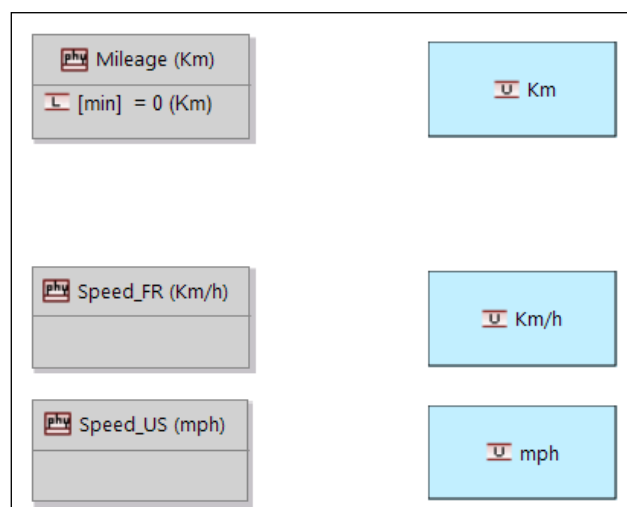 phy Mileage (Km)
L [min] = 0 (Km)
U Km
phy Speed_FR (Km/h)
U Km/h
phy Speed_US (mph)
U mph